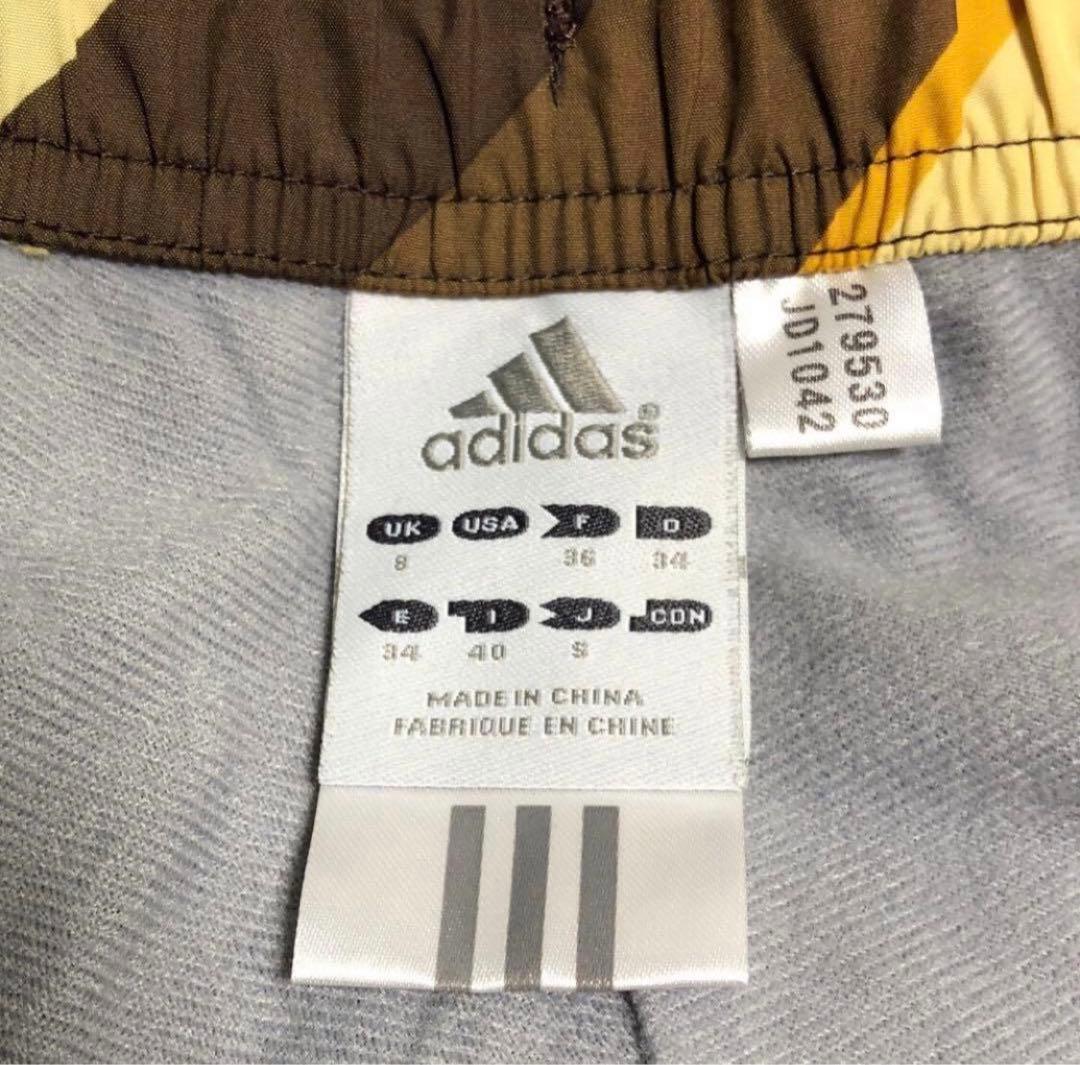 adidas®
UK USA F D
8 36 34
E I J CDN
34 40 S
MADE IN CHINA
FABRIQUE EN CHINE
279530
JD1042